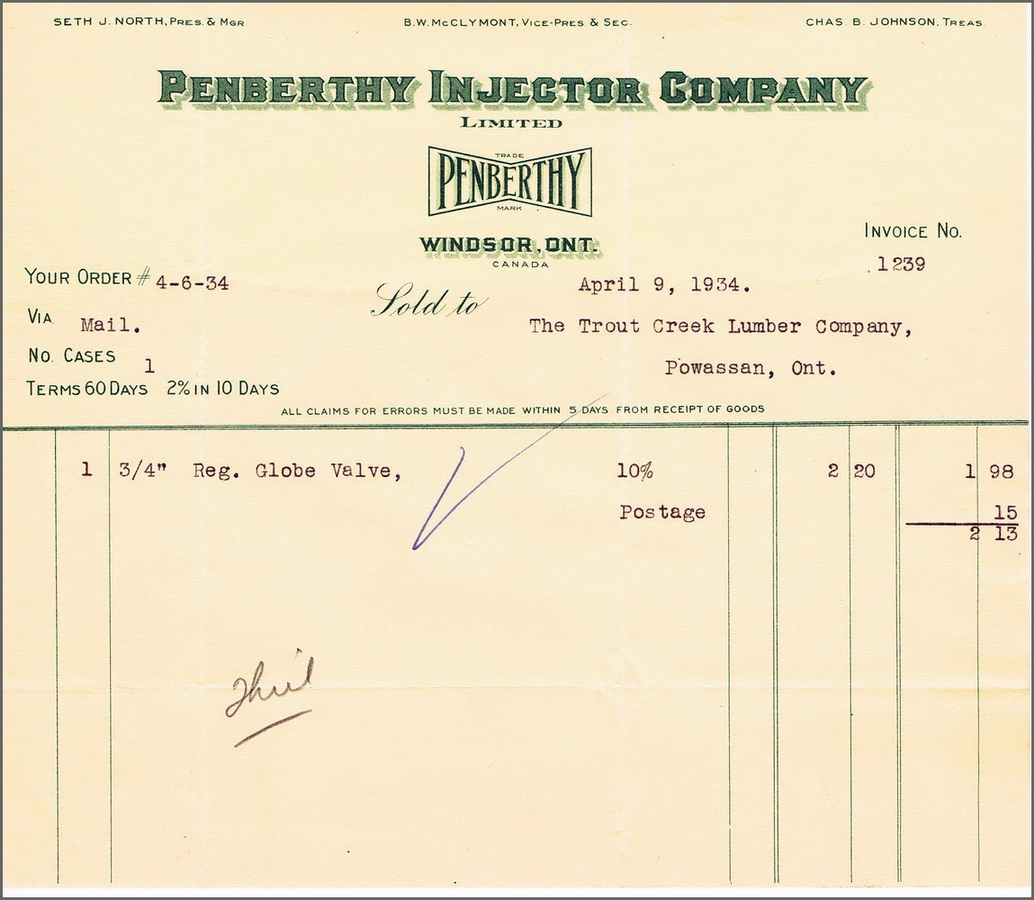 SETH J. NORTH, PRES. & MGR.
B.W. MCCLYMONT, VICE-PRES. & SEC.
CHAS. B. JOHNSON, TREAS.
PENBERTHY INJECTOR COMPANY
LIMITED
TRADE
PENBERTHY
MARK
WINDSOR, ONT.
CANADA
INVOICE NO.
1239
YOUR ORDER # 4-6-34
April 9, 1934.
VIA Mail.
Sold to The Trout Creek Lumber Company,
NO. CASES 1
Powassan, Ont.
TERMS 60 DAYS 2% IN 10 DAYS
ALL CLAIMS FOR ERRORS MUST BE MADE WITHIN 5 DAYS FROM RECEIPT OF GOODS
1 3/4" Reg. Globe Valve, 10% 2 20 1 98
Postage 15
2 13